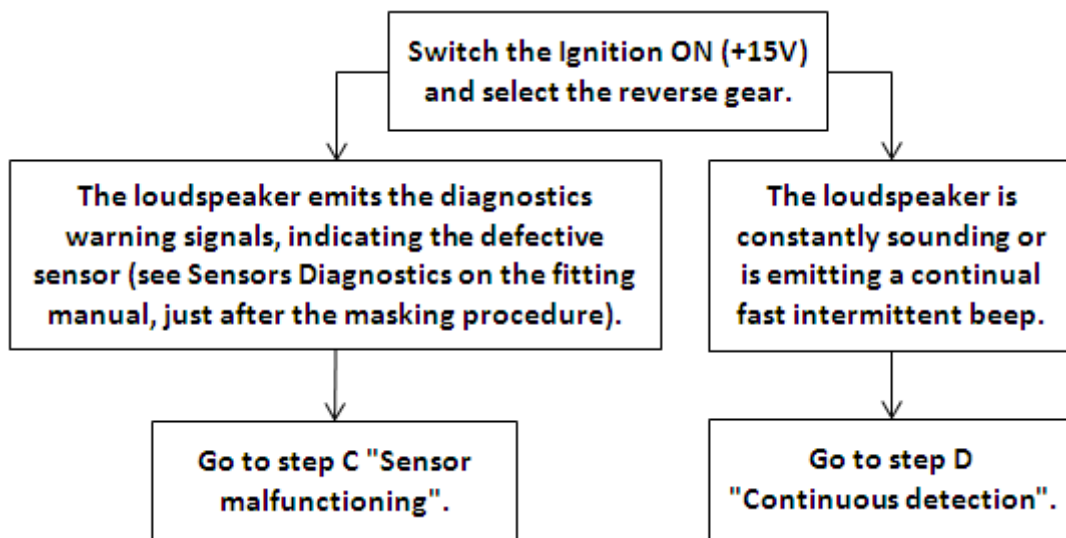 Switch the Ignition ON (+15V)
and select the reverse gear.
The loudspeaker emits the diagnostics
warning signals, indicating the defective
sensor (see Sensors Diagnostics on the fitting
manual, just after the masking procedure).
The loudspeaker is
constantly sounding or
is emitting a continual
fast intermittent beep.
Go to step C "Sensor
malfunctioning".
Go to step D
"Continuous detection".